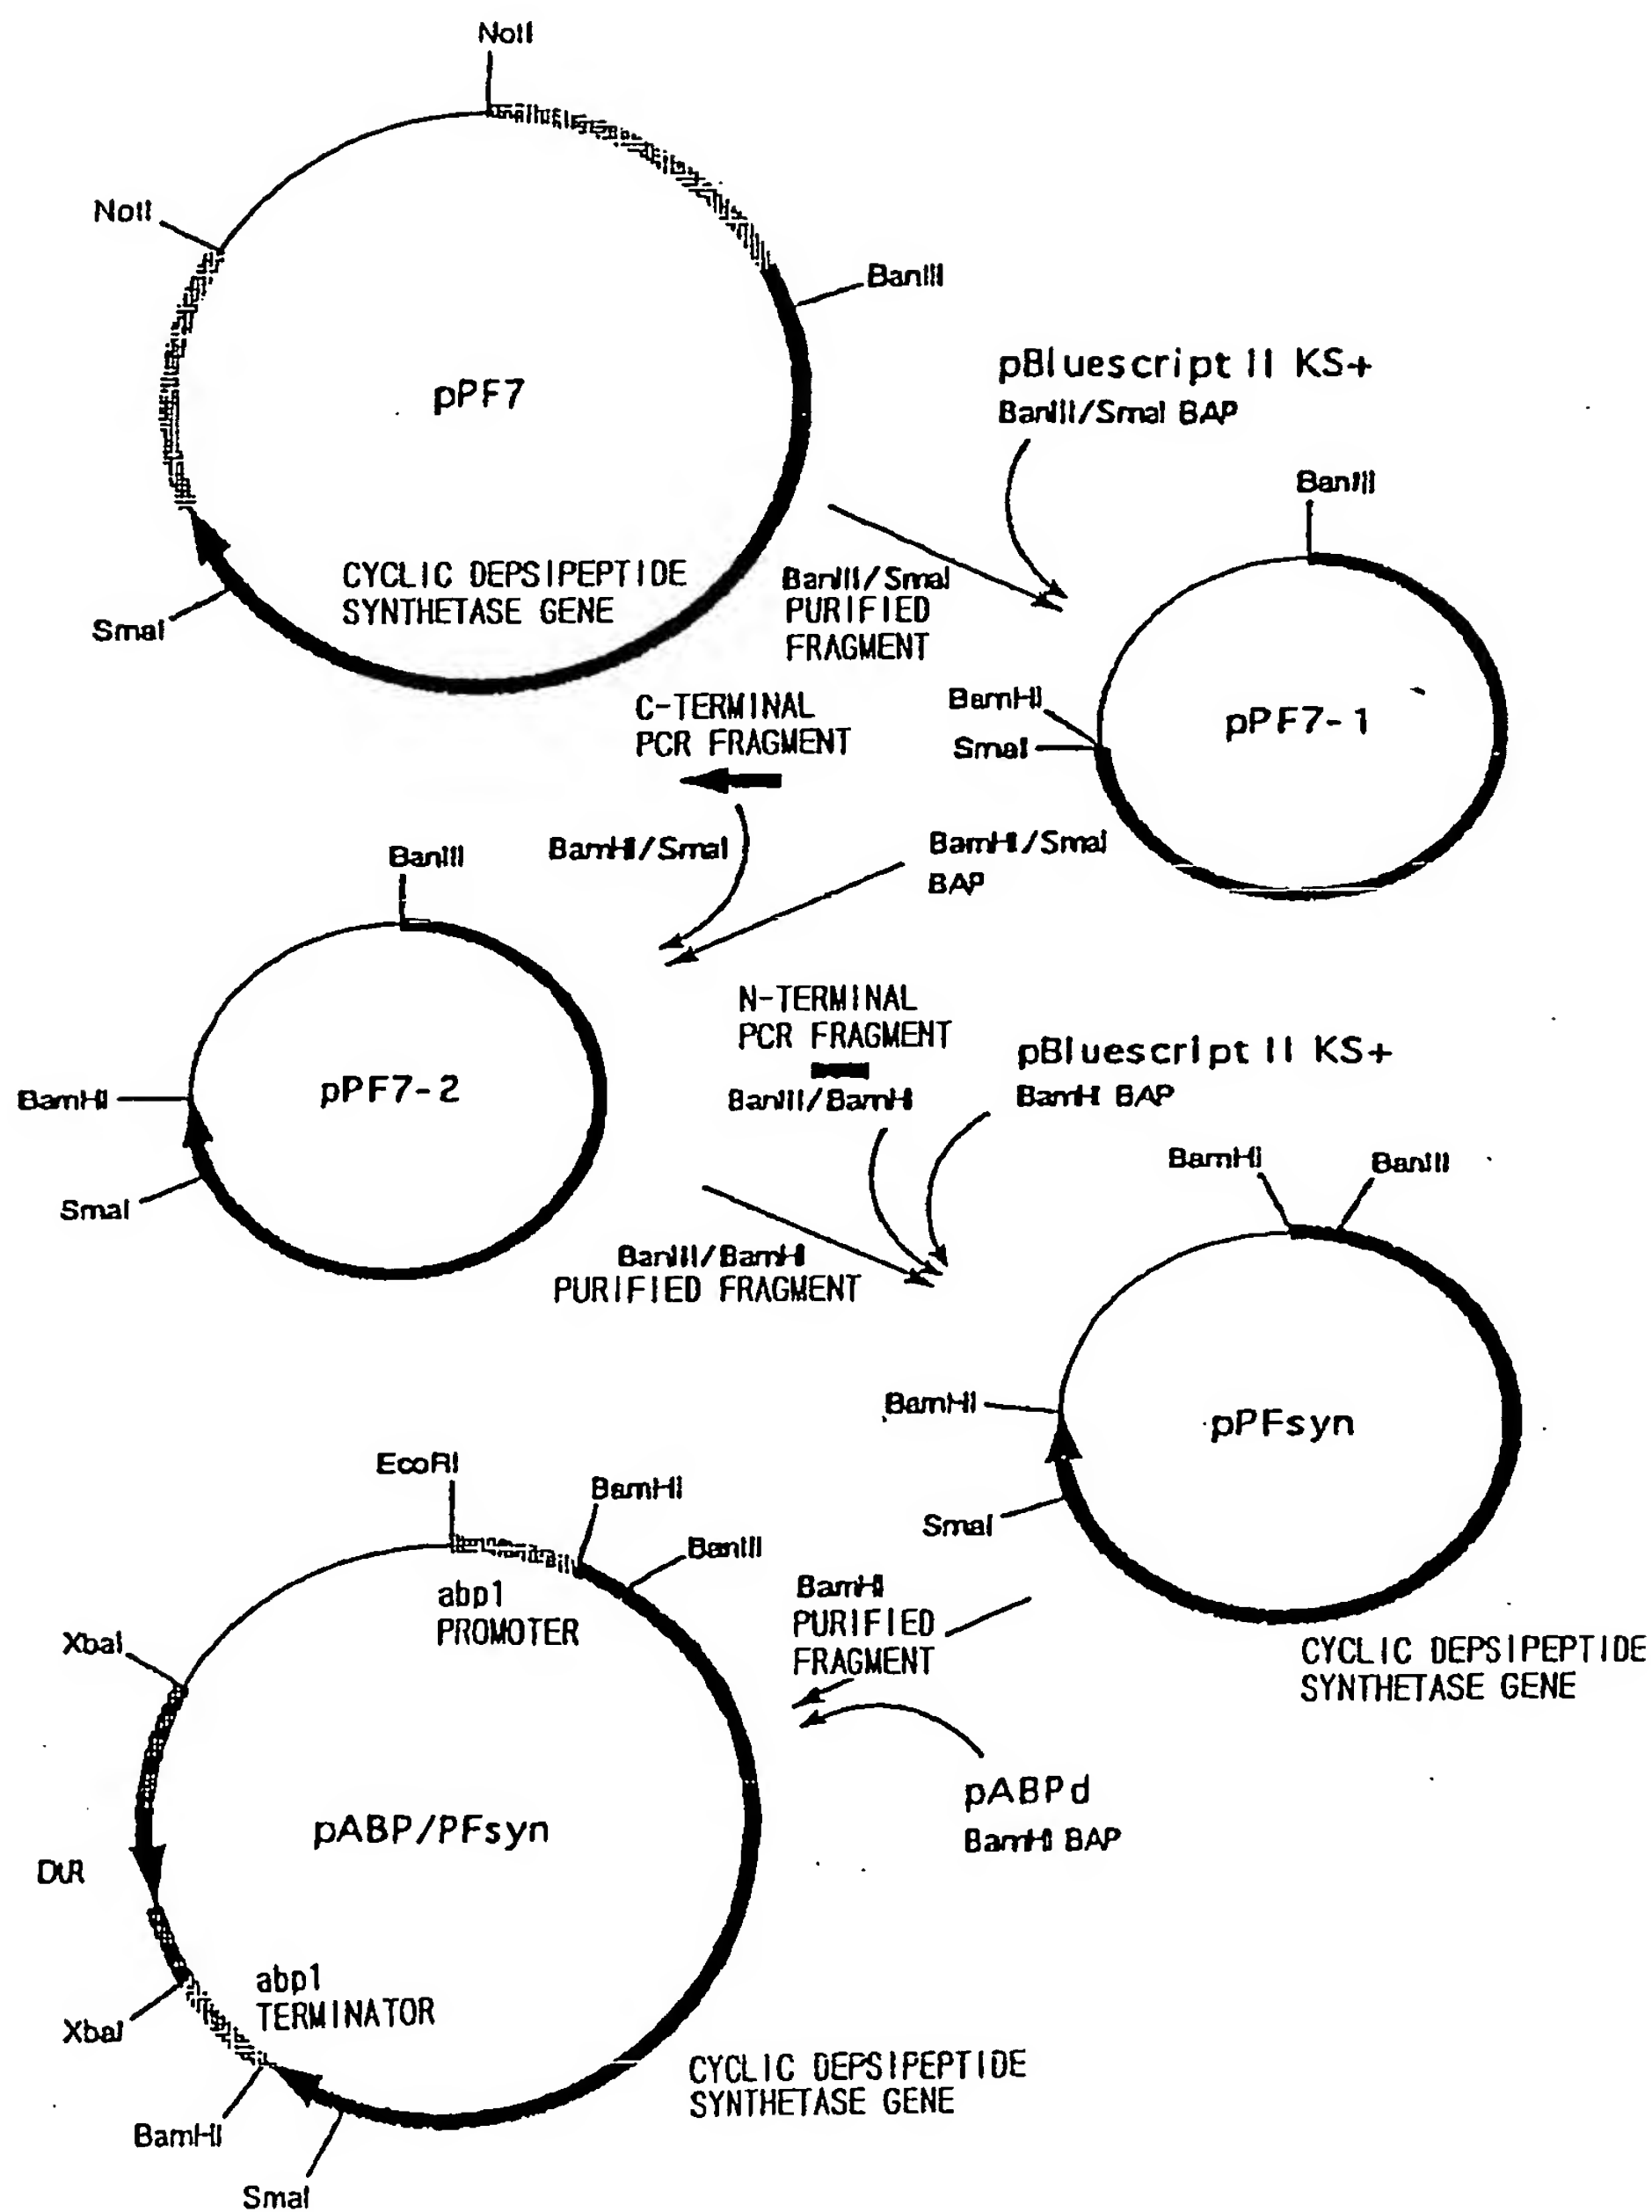 NotI
NotI
BanIII
pPF7
pBluescript II KS+
BanIII/SmaI BAP
BanIII
CYCLIC DEPSIPEPTIDE
SYNTHETASE GENE
SmaI
BanIII/SmaI
PURIFIED
FRAGMENT
C-TERMINAL
PCR FRAGMENT
BamHI
SmaI
pPF7-1
BamHI/SmaI
BamHI/SmaI
BAP
BanIII
N-TERMINAL
PCR FRAGMENT
BanIII/BamH
pBluescript II KS+
BamH BAP
pPF7-2
BamHI
SmaI
BamHI
BanIII
BanIII/BamHI
PURIFIED FRAGMENT
BamHI
pPFsyn
SmaI
CYCLIC DEPSIPEPTIDE
SYNTHETASE GENE
EcoRI
BamHI
BanIII
abp1
PROMOTER
BamHI
PURIFIED
FRAGMENT
XbaI
pABPd
BamHI BAP
pABP/PFsyn
DtR
abp1
TERMINATOR
XbaI
CYCLIC DEPSIPEPTIDE
SYNTHETASE GENE
BamHI
SmaI